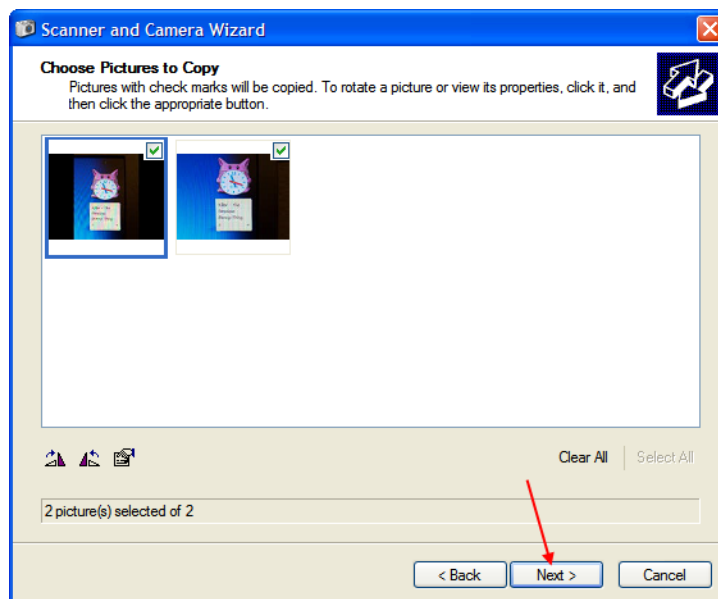 Scanner and Camera Wizard
Choose Pictures to Copy
Pictures with check marks will be copied. To rotate a picture or view its properties, click it, and
then click the appropriate button.
Clear All
Select All
2 picture(s) selected of 2
< Back
Next >
Cancel